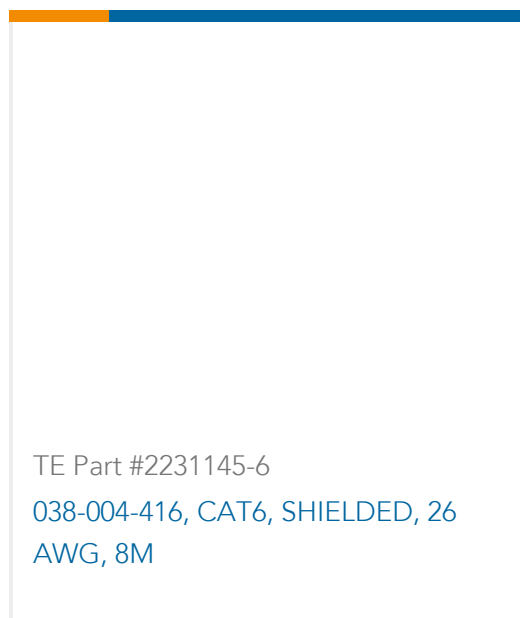 TE Part #2231145-6
038-004-416, CAT6, SHIELDED, 26
AWG, 8M